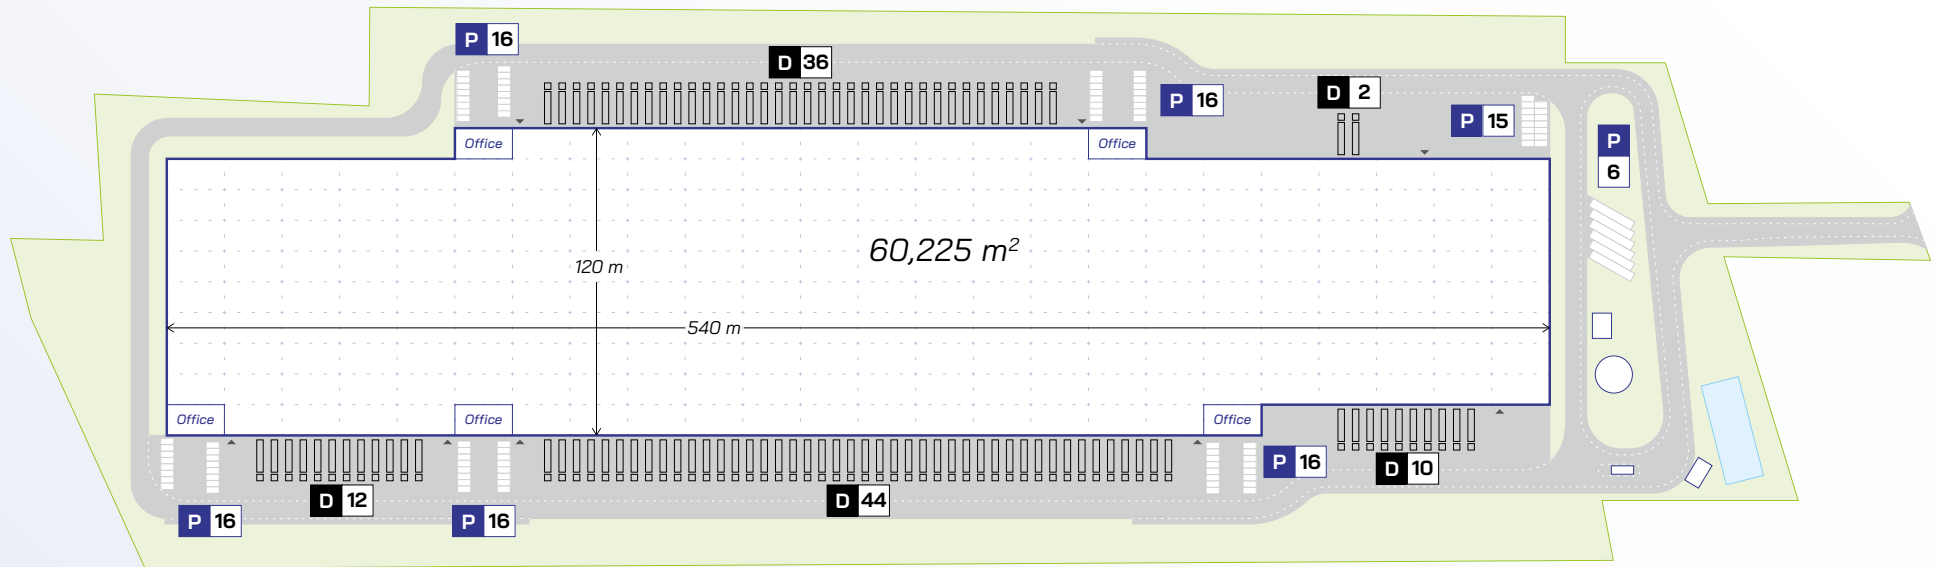 P 16
D 36
D 2
P 16
P 15
P 6
Office
Office
60,225 m²
120 m
540 m
Office
Office
Office
P 16
D 10
D 12
D 44
P 16
P 16